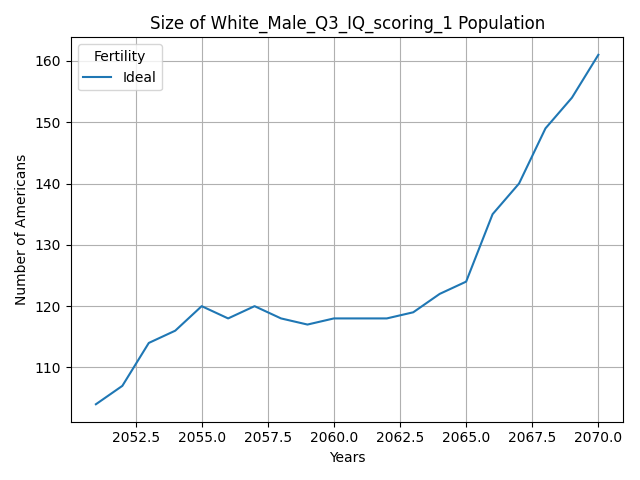 Size of White_Male_Q3_IQ_scoring_1 Population
Fertility
Ideal
160
150
140
130
120
110
Number of Americans
2052.5 2055.0 2057.5 2060.0 2062.5 2065.0 2067.5 2070.0
Years